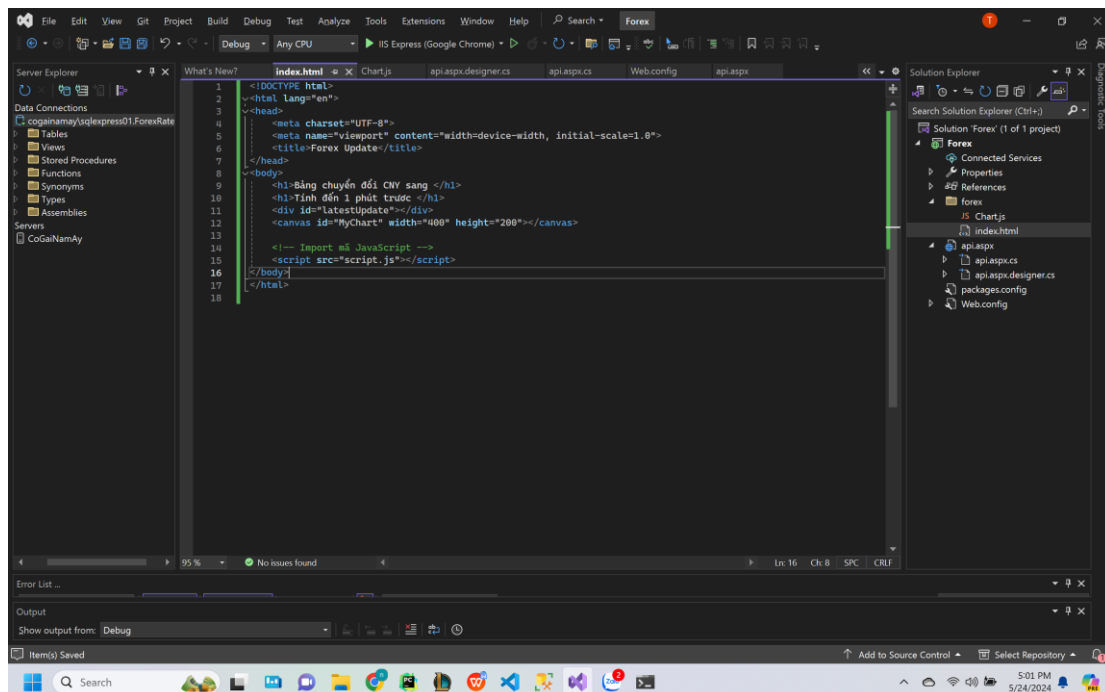 File Edit View Git Project Build Debug Test Analyze Tools Extensions Window Help Search Forex T
Debug Any CPU IIS Express (Google Chrome)
Server Explorer
Data Connections
cogainamay\sqlexpress01.ForexRate
Tables
Views
Stored Procedures
Functions
Synonyms
Types
Assemblies
Servers
CoGaiNamAy
What's New? index.html Chart.js api.aspx.designer.cs api.aspx.cs Web.config api.aspx
1 <!DOCTYPE html>
2 <html lang="en">
3 <head>
4 <meta charset="UTF-8">
5 <meta name="viewport" content="width=device-width, initial-scale=1.0">
6 <title>Forex Update</title>
7 </head>
8 <body>
9 <h1>Bảng chuyển đổi CNY sang </h1>
10 <h1>Tính đến 1 phút trước </h1>
11 <div id="latestUpdate"></div>
12 <canvas id="MyChart" width="400" height="200"></canvas>
13
14 <!-- Import mã JavaScript -->
15 <script src="script.js"></script>
16 </body>
17 </html>
18
95 % No issues found Ln: 16 Ch: 8 SPC CRLF
Solution Explorer
Search Solution Explorer (Ctrl+;)
Solution 'Forex' (1 of 1 project)
Forex
Connected Services
Properties
References
forex
JS Chart.js
index.html
api.aspx
api.aspx.cs
api.aspx.designer.cs
packages.config
Web.config
Diagnostic Tools
Error List ...
Output
Show output from: Debug
Item(s) Saved Add to Source Control Select Repository
Search 2 5:01 PM
5/24/2024